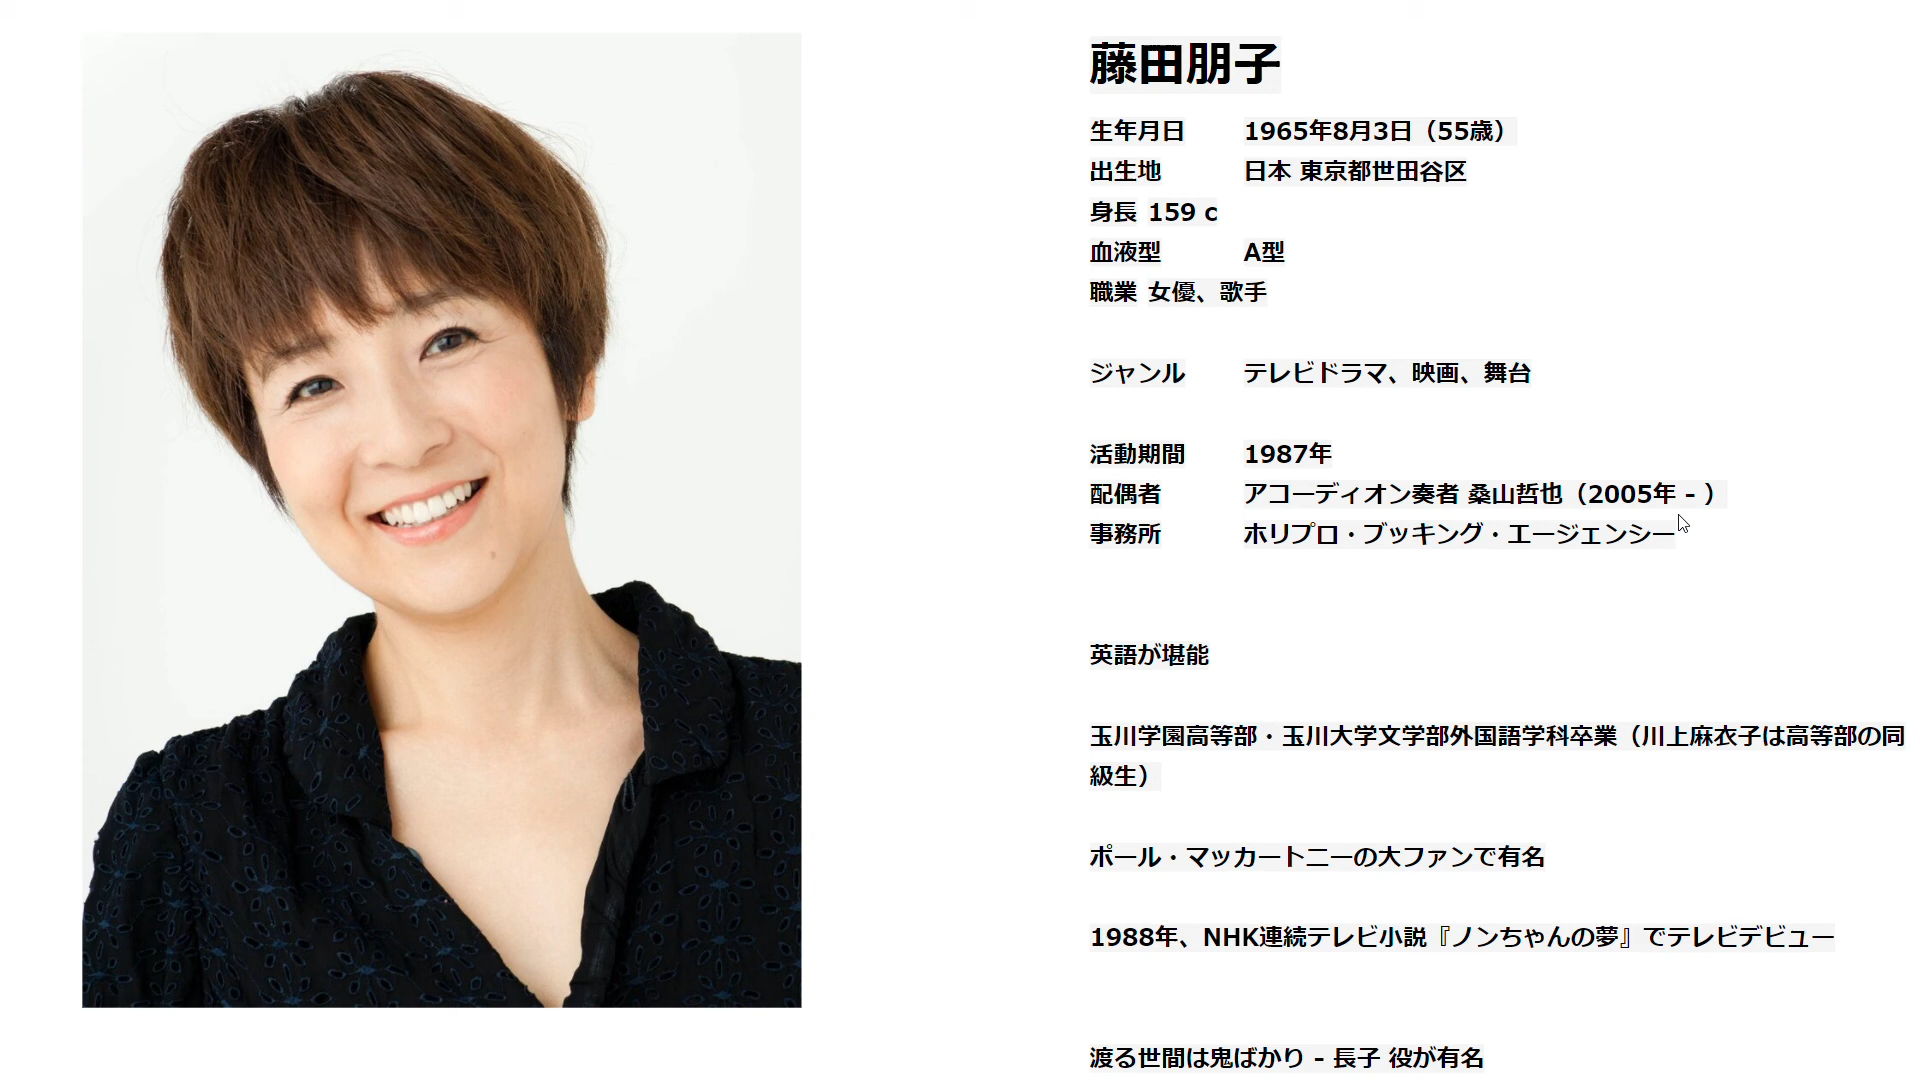 藤田朋子
生年月日 1965年8月3日（55歳）
出生地 日本 東京都世田谷区
身長 159 c
血液型 A型
職業 女優、歌手
ジャンル テレビドラマ、映画、舞台
活動期間 1987年
配偶者 アコーディオン奏者 桑山哲也（2005年 - ）
事務所 ホリプロ・ブッキング・エージェンシー
英語が堪能
玉川学園高等部・玉川大学文学部外国語学科卒業（川上麻衣子は高等部の同
級生）
ポール・マッカートニーの大ファンで有名
1988年、NHK連続テレビ小説『ノンちゃんの夢』でテレビデビュー
渡る世間は鬼ばかり - 長子 役が有名